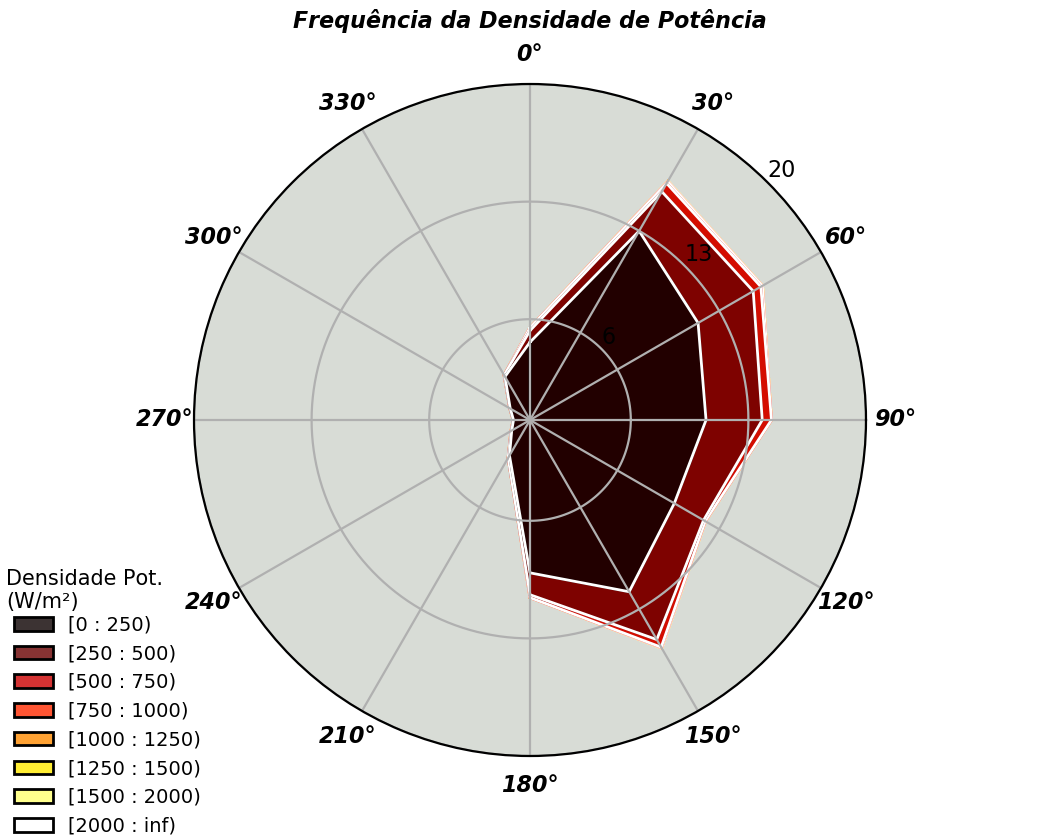 Frequência da Densidade de Potência
0°
330°
30°
20
300°
60°
13
6
270°
90°
240°
120°
210°
150°
180°
Densidade Pot.
(W/m²)
[0 : 250)
[250 : 500)
[500 : 750)
[750 : 1000)
[1000 : 1250)
[1250 : 1500)
[1500 : 2000)
[2000 : inf)